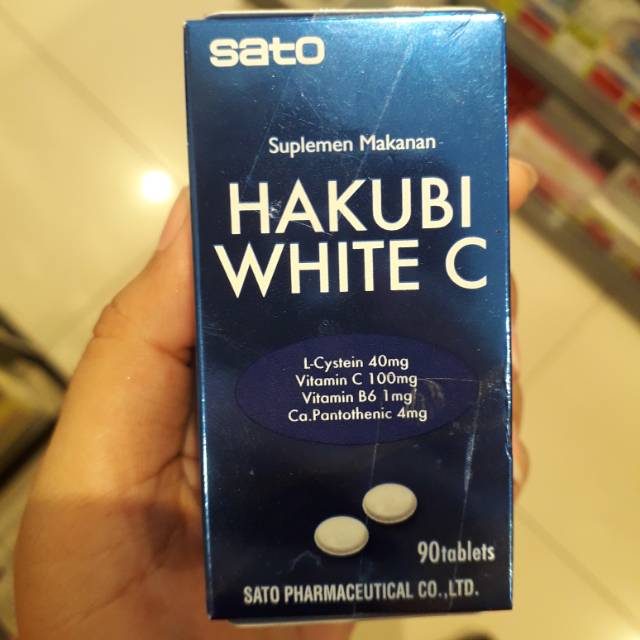 sato
Suplemen Makanan
HAKUBI
WHITE C
L-Cystein 40mg
Vitamin C 100mg
Vitamin B6 1mg
Ca.Pantothenic 4mg
90tablets
SATO PHARMACEUTICAL CO.,LTD.